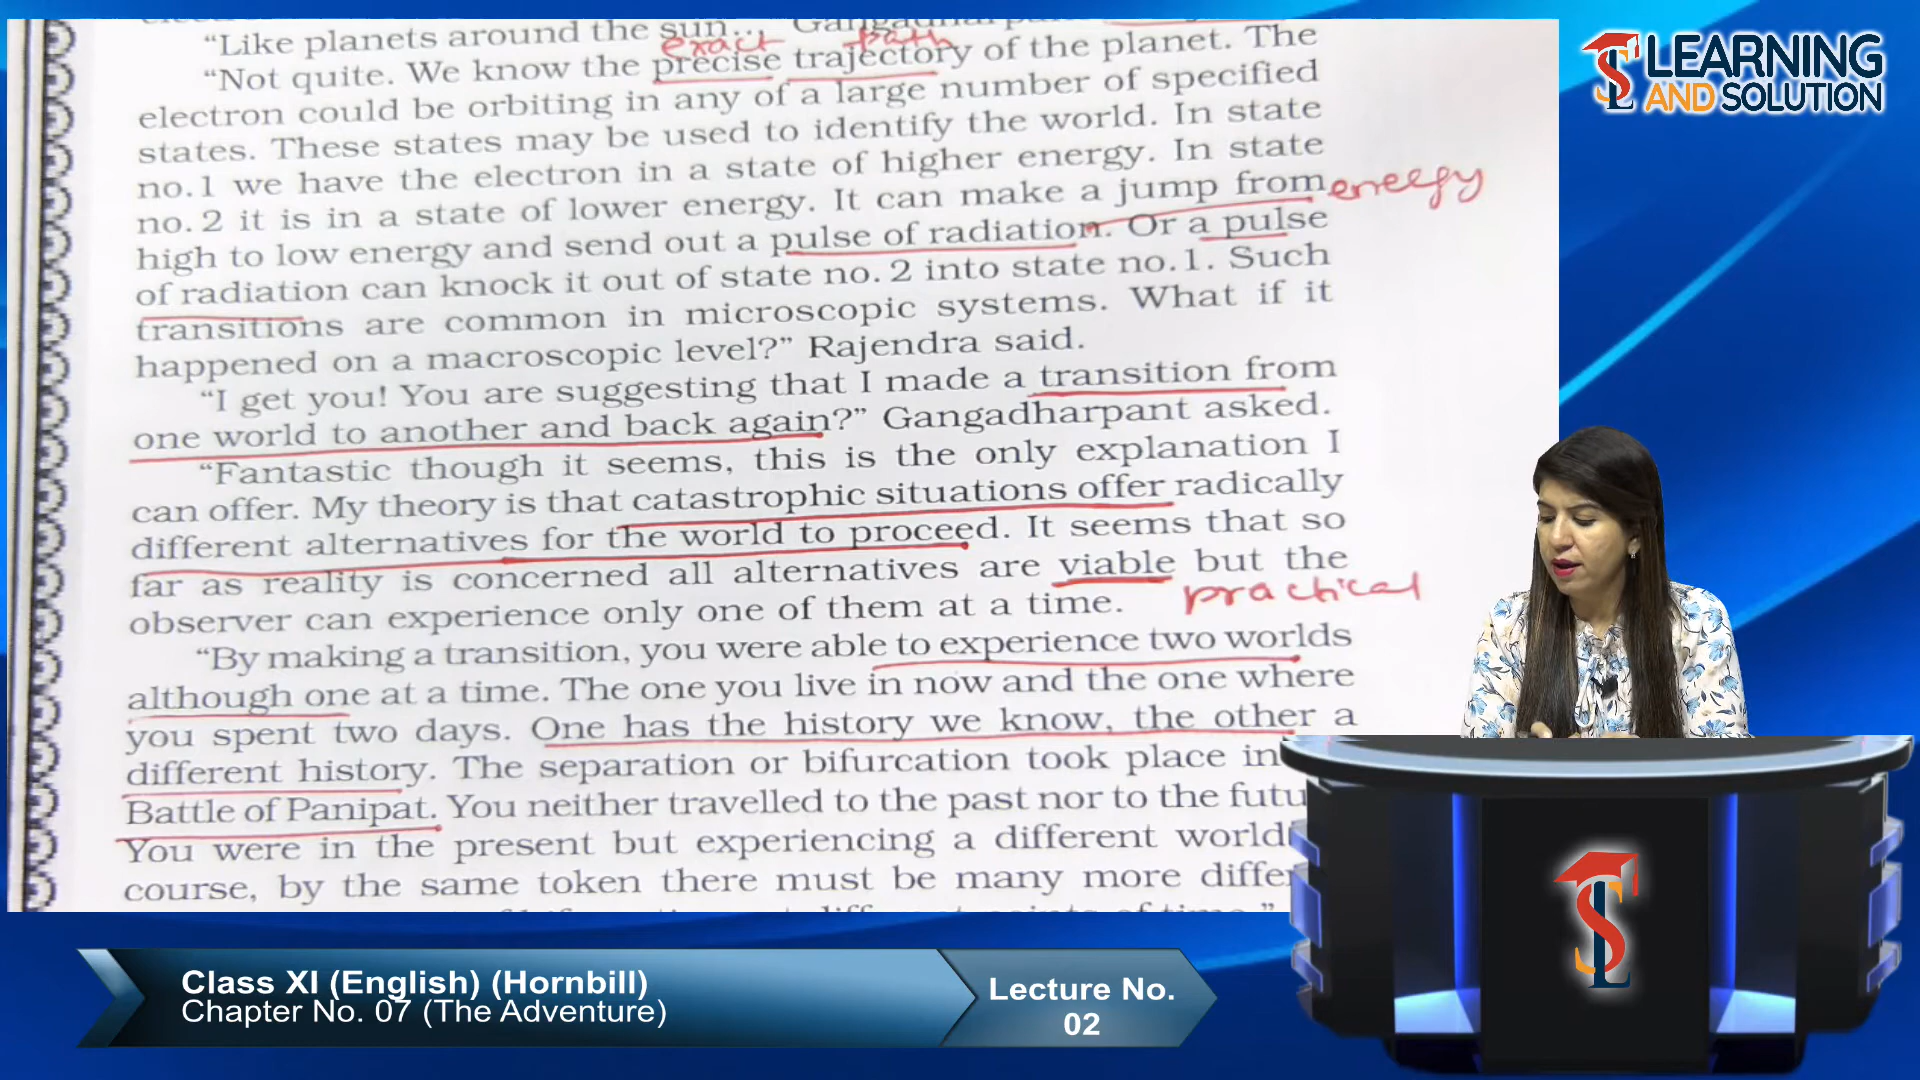 “Like planets around the sun...
exact path
“Not quite. We know the precise trajectory of the planet. The
electron could be orbiting in any of a large number of specified
states. These states may be used to identify the world. In state
no.1 we have the electron in a state of higher energy. In state
no. 2 it is in a state of lower energy. It can make a jump from
energy
high to low energy and send out a pulse of radiation. Or a pulse
of radiation can knock it out of state no. 2 into state no.1. Such
transitions are common in microscopic systems. What if it
happened on a macroscopic level?” Rajendra said.
“I get you! You are suggesting that I made a transition from
one world to another and back again?” Gangadharpant asked.
“Fantastic though it seems, this is the only explanation I
can offer. My theory is that catastrophic situations offer radically
different alternatives for the world to proceed. It seems that so
far as reality is concerned all alternatives are viable but the
practical
observer can experience only one of them at a time.
“By making a transition, you were able to experience two worlds
although one at a time. The one you live in now and the one where
you spent two days. One has the history we know, the other a
different history. The separation or bifurcation took place in
Battle of Panipat. You neither travelled to the past nor to the futu
You were in the present but experiencing a different world
course, by the same token there must be many more differ
LEARNING
AND SOLUTION
Class XI (English) (Hornbill)
Chapter No. 07 (The Adventure)
Lecture No.
02